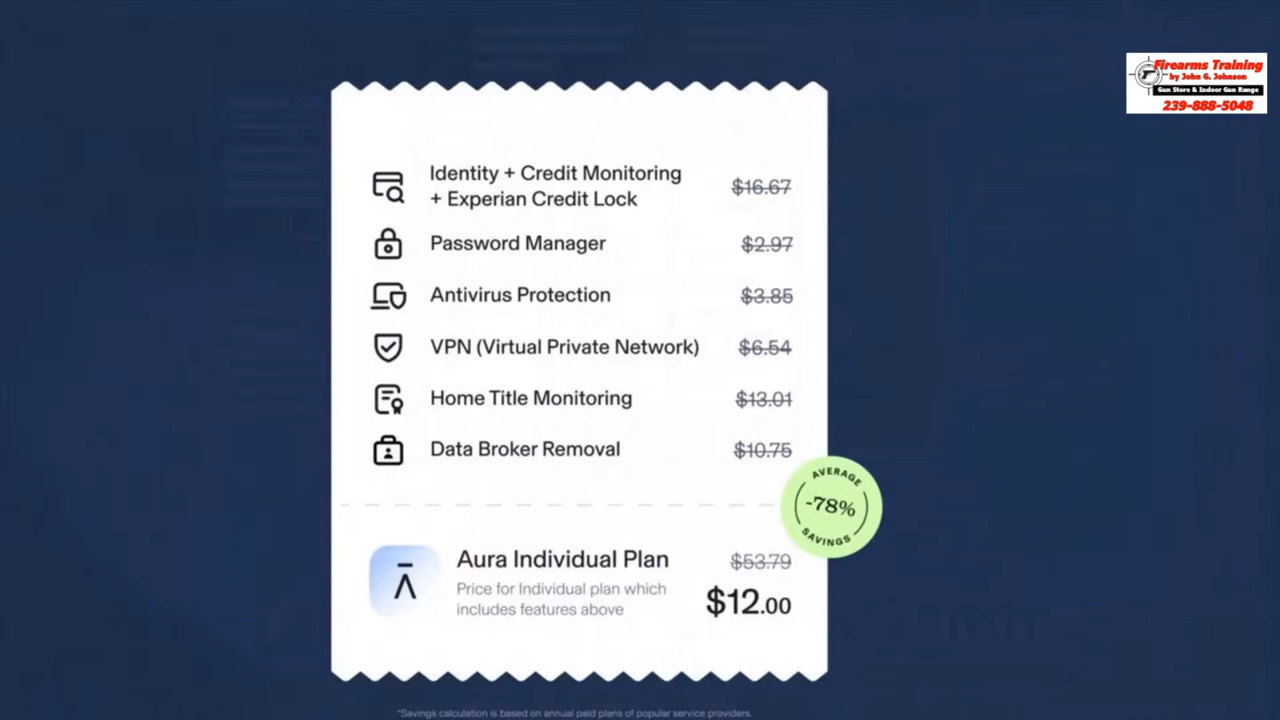 Firearms Training
by John G. Johnson
Gun Store & Indoor Gun Range
239-888-5048
Identity + Credit Monitoring
+ Experian Credit Lock
$16.67
Password Manager
$2.97
Antivirus Protection
$3.85
VPN (Virtual Private Network)
$6.54
Home Title Monitoring
$13.01
Data Broker Removal
$10.75
AVERAGE
-78%
SAVINGS
Aura Individual Plan
$53.79
Price for Individual plan which
includes features above
$12.00
*Savings calculation is based on annual paid plans of popular service providers.